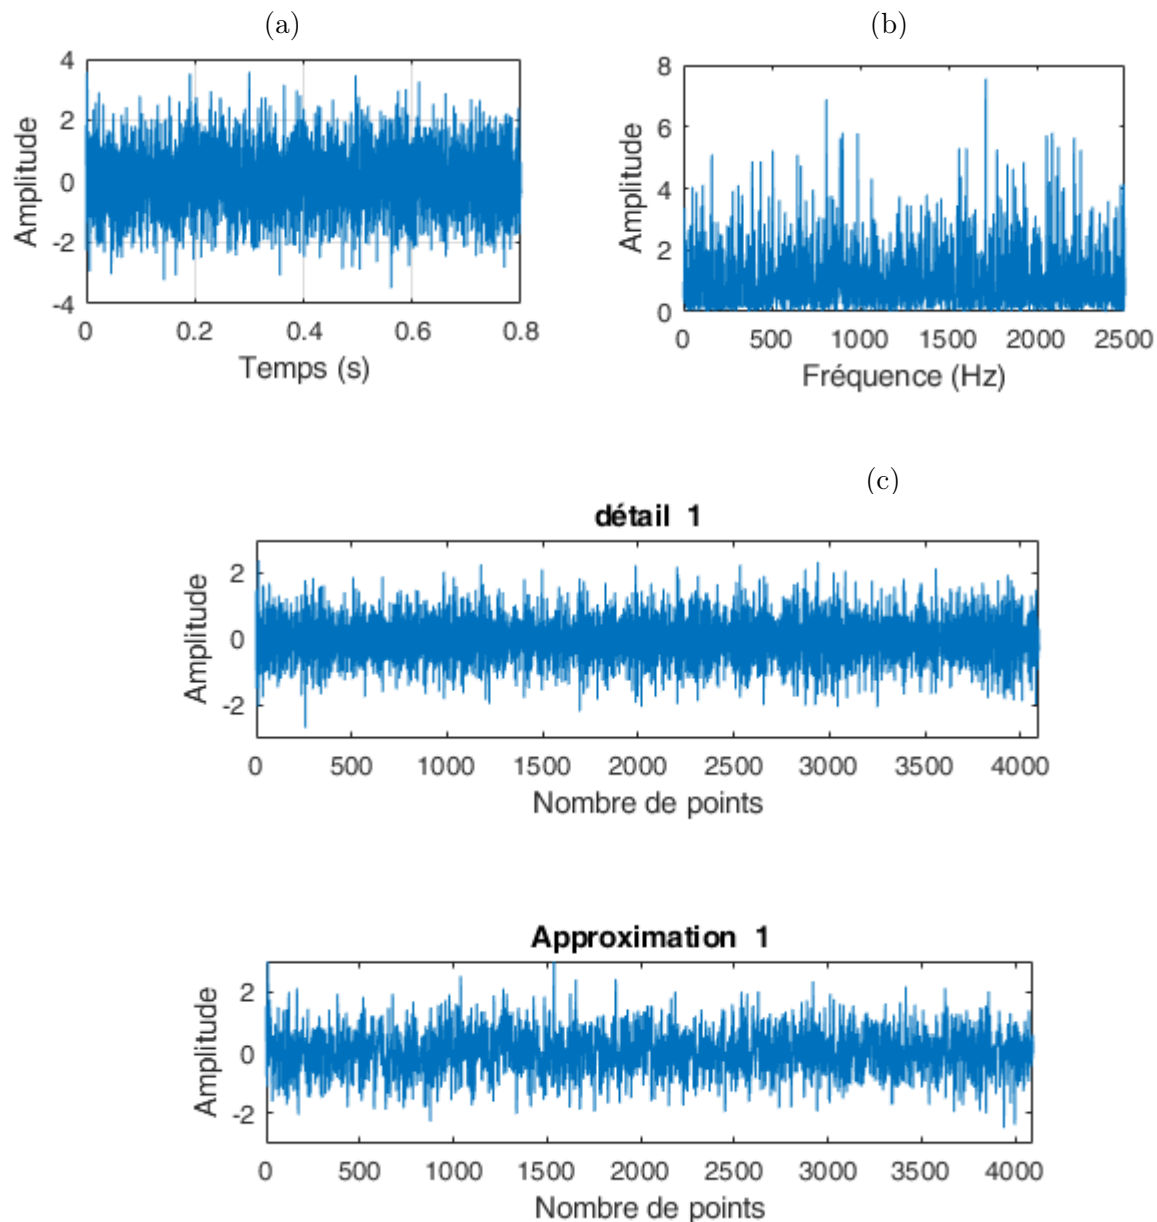 (a)
4
2
0
-2
-4
Amplitude
0 0.2 0.4 0.6 0.8
Temps (s)
(b)
8
6
4
2
0
Amplitude
0 500 1000 1500 2000 2500
Fréquence (Hz)
(c)
détail 1
2
0
-2
Amplitude
0 500 1000 1500 2000 2500 3000 3500 4000
Nombre de points
Approximation 1
2
0
-2
Amplitude
0 500 1000 1500 2000 2500 3000 3500 4000
Nombre de points